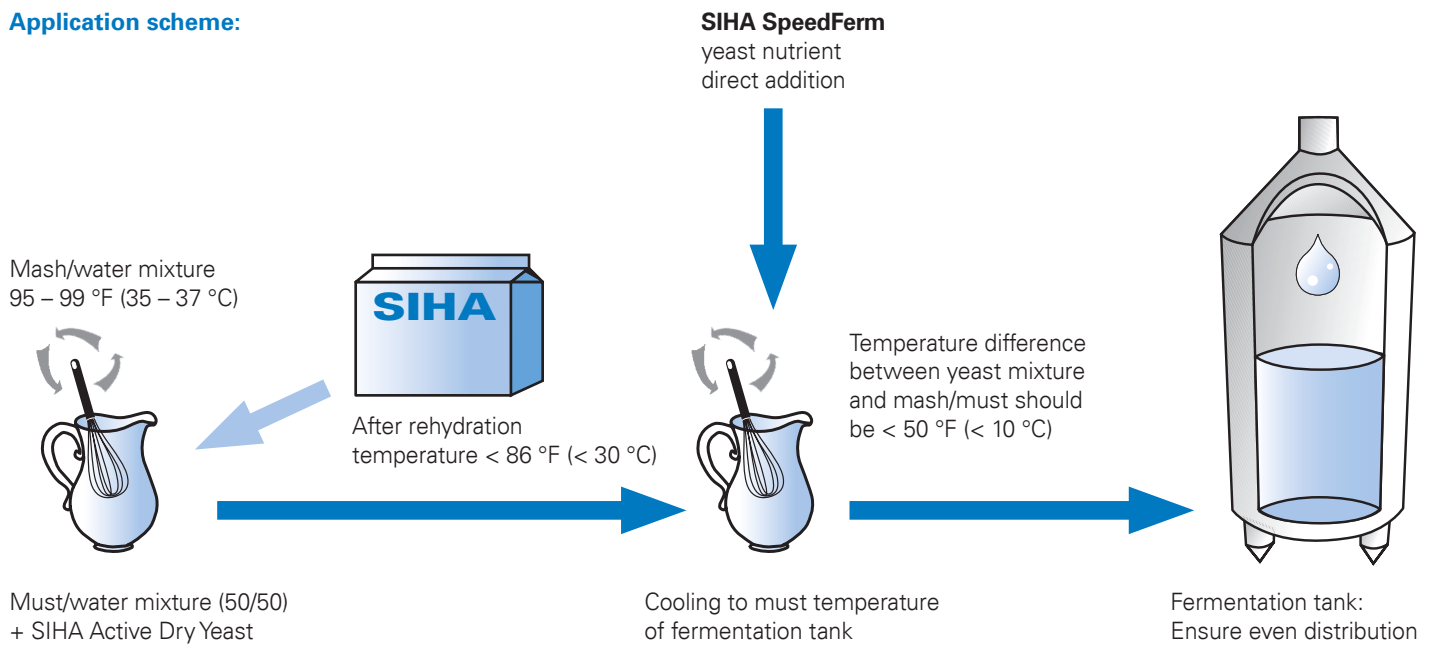 Application scheme:
SIHA SpeedFerm
yeast nutrient
direct addition
Mash/water mixture
95 – 99 °F (35 – 37 °C)
SIHA
After rehydration
temperature < 86 °F (< 30 °C)
Temperature difference
between yeast mixture
and mash/must should
be < 50 °F (< 10 °C)
Must/water mixture (50/50)
+ SIHA Active Dry Yeast
Cooling to must temperature
of fermentation tank
Fermentation tank:
Ensure even distribution